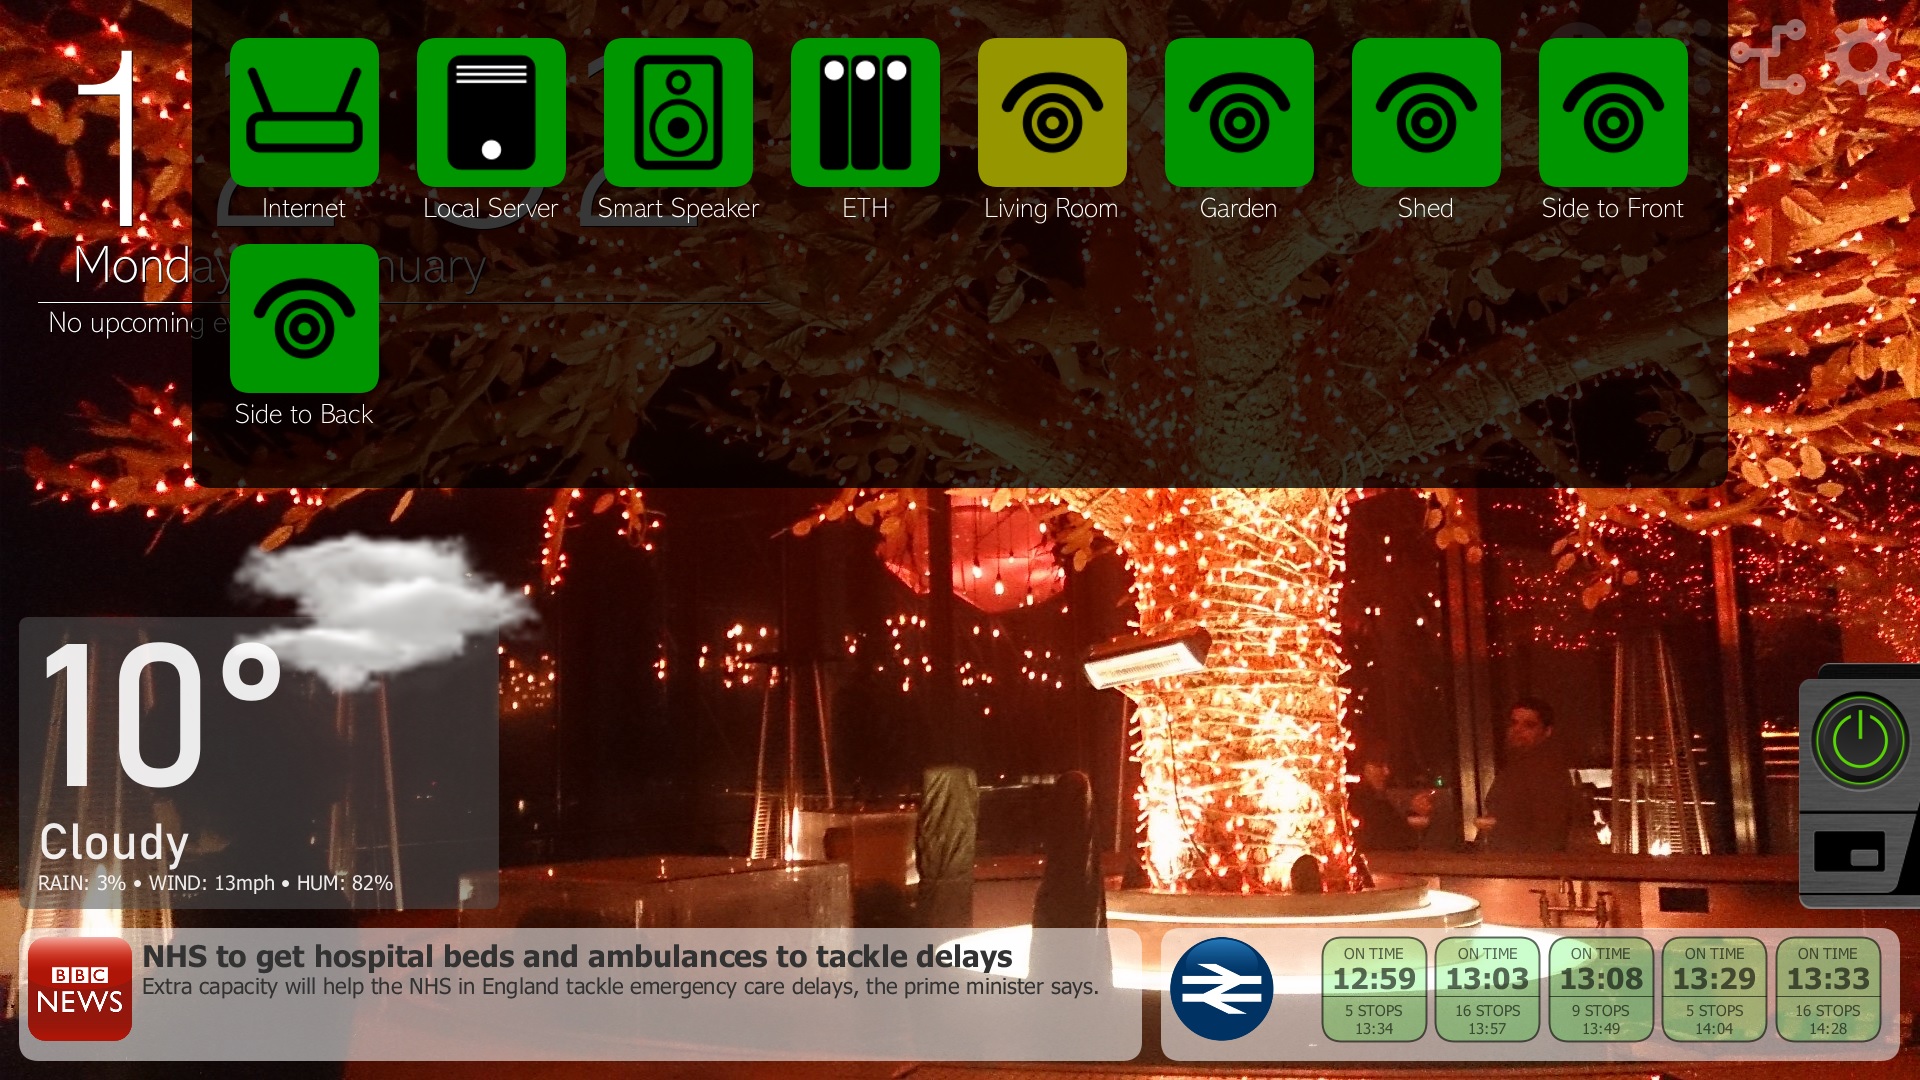 Internet
Local Server
Smart Speaker
ETH
Living Room
Garden
Shed
Side to Front
Monday
nuary
No upcoming e
Side to Back
10°
Cloudy
RAIN: 3% • WIND: 13mph • HUM: 82%
BBC
NEWS
NHS to get hospital beds and ambulances to tackle delays
Extra capacity will help the NHS in England tackle emergency care delays, the prime minister says.
ON TIME
12:59
5 STOPS
13:34
ON TIME
13:03
16 STOPS
13:57
ON TIME
13:08
9 STOPS
13:49
ON TIME
13:29
5 STOPS
14:04
ON TIME
13:33
16 STOPS
14:28